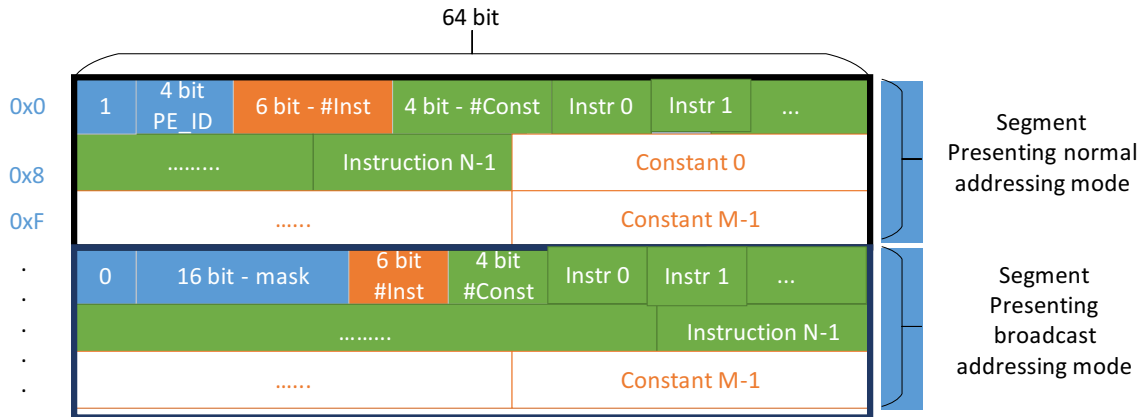 64 bit
0x0
1
4 bit
PE_ID
6 bit - #Inst
4 bit - #Const
Instr 0
Instr 1
...
0x8
.........
Instruction N-1
Constant 0
0xF
......
Constant M-1
Segment
Presenting normal
addressing mode
.
.
.
.
.
0
16 bit - mask
6 bit
#Inst
4 bit
#Const
Instr 0
Instr 1
...
.........
Instruction N-1
......
Constant M-1
Segment
Presenting
broadcast
addressing mode